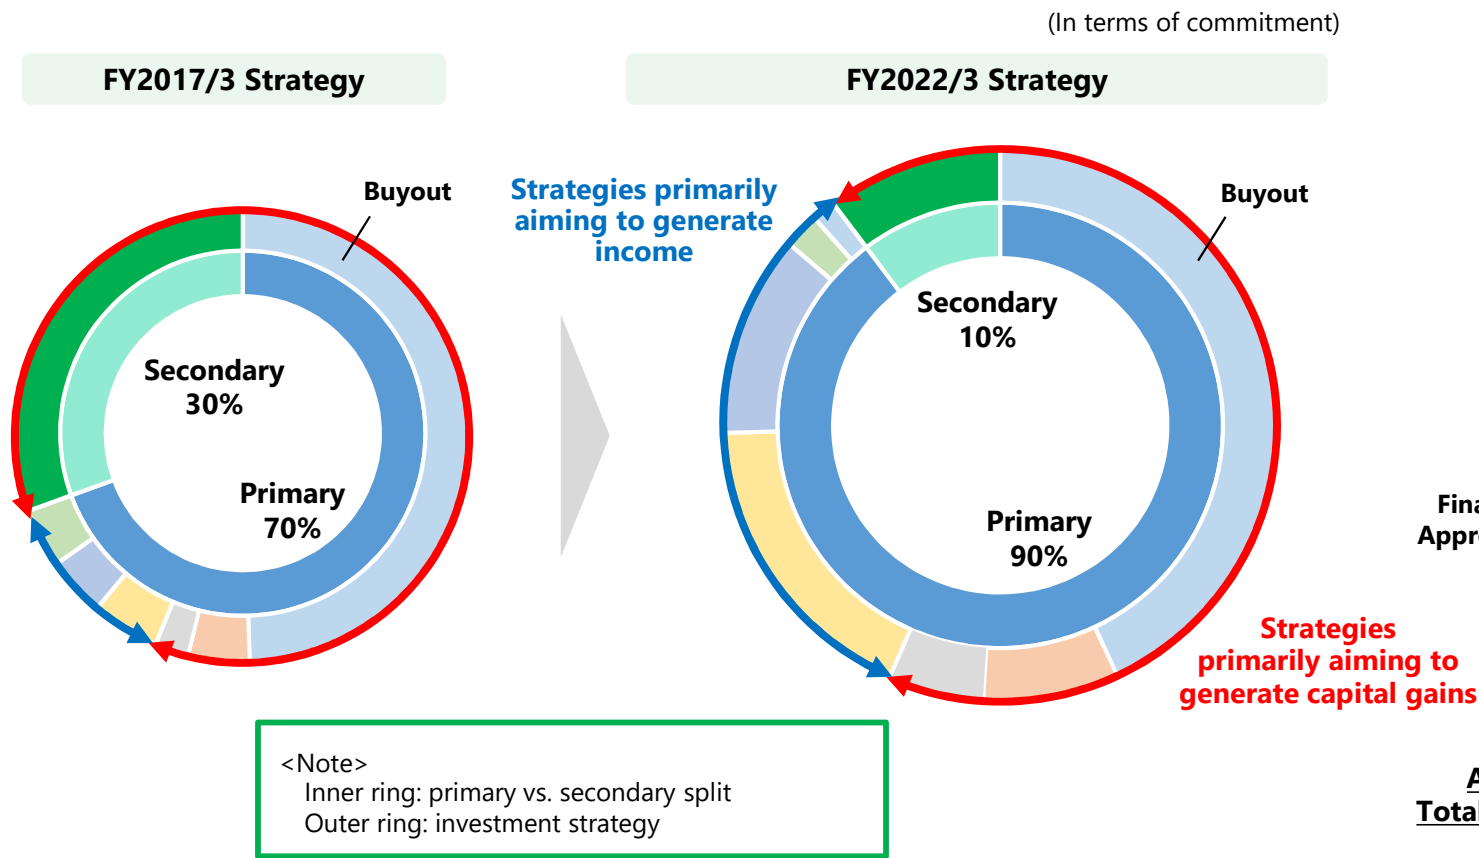 (In terms of commitment)
FY2017/3 Strategy
FY2022/3 Strategy
Buyout
Strategies primarily
aiming to generate
income
Buyout
Secondary
30%
Primary
70%
Secondary
10%
Primary
90%
Strategies
primarily aiming to
generate capital gains
<Note>
Inner ring: primary vs. secondary split
Outer ring: investment strategy
Total